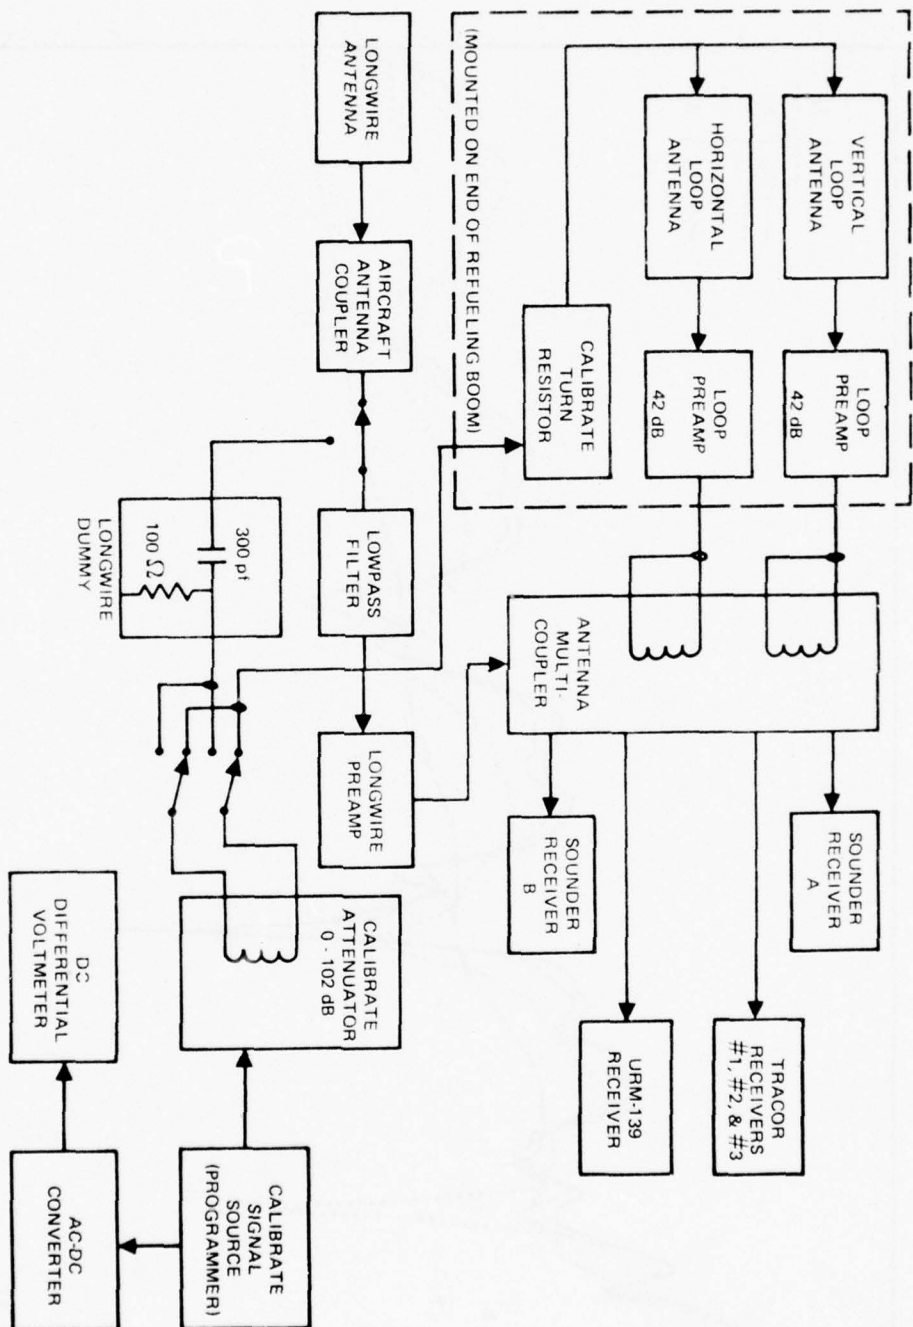 (MOUNTED ON END OF REFUELING BOOM)
VERTICAL
LOOP
ANTENNA
LOOP
PREAMP
42 dB
HORIZONTAL
LOOP
ANTENNA
LOOP
PREAMP
42 dB
CALIBRATE
TURN
RESISTOR
ANTENNA
MULTI-
COUPLER
SOUNDER
RECEIVER
A
TRACOR
RECEIVERS
#1, #2, & #3
URM-139
RECEIVER
SOUNDER
RECEIVER
B
LONGWIRE
ANTENNA
AIRCRAFT
ANTENNA
COUPLER
LOWPASS
FILTER
LONGWIRE
PREAMP
300 pf
100 Ω
LONGWIRE
DUMMY
CALIBRATE
ATTENUATOR
0 - 102 dB
CALIBRATE
SIGNAL
SOURCE
(PROGRAMMER)
DC
DIFFERENTIAL
VOLTMETER
AC-DC
CONVERTER